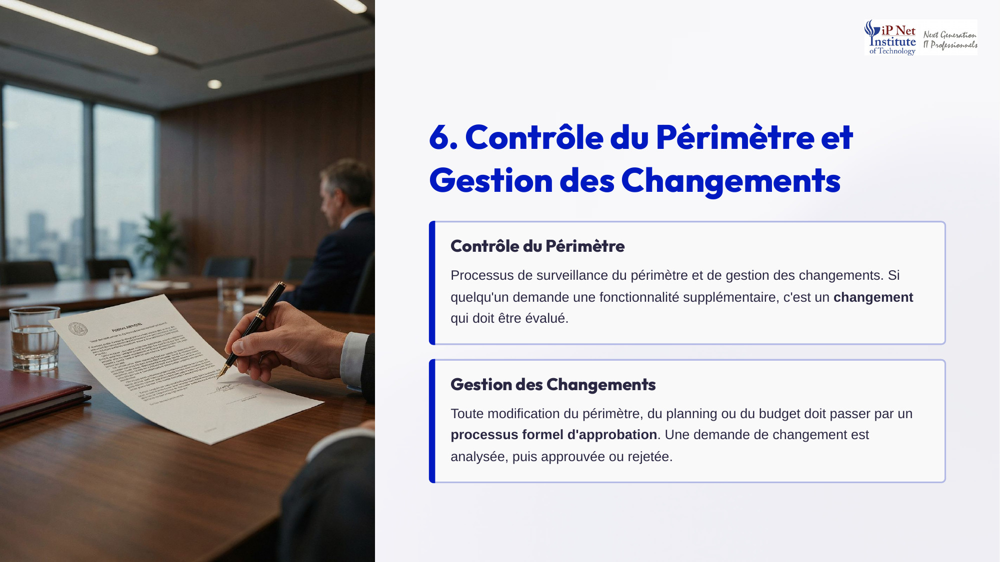 iP Net
Institute
of Technology
Next Generation
IT Professionnels
6. Contrôle du Périmètre et
Gestion des Changements
Contrôle du Périmètre
Processus de surveillance du périmètre et de gestion des changements. Si
quelqu'un demande une fonctionnalité supplémentaire, c'est un changement
qui doit être évalué.
Gestion des Changements
Toute modification du périmètre, du planning ou du budget doit passer par un
processus formel d'approbation. Une demande de changement est
analysée, puis approuvée ou rejetée.
FORMAL APPROVAL